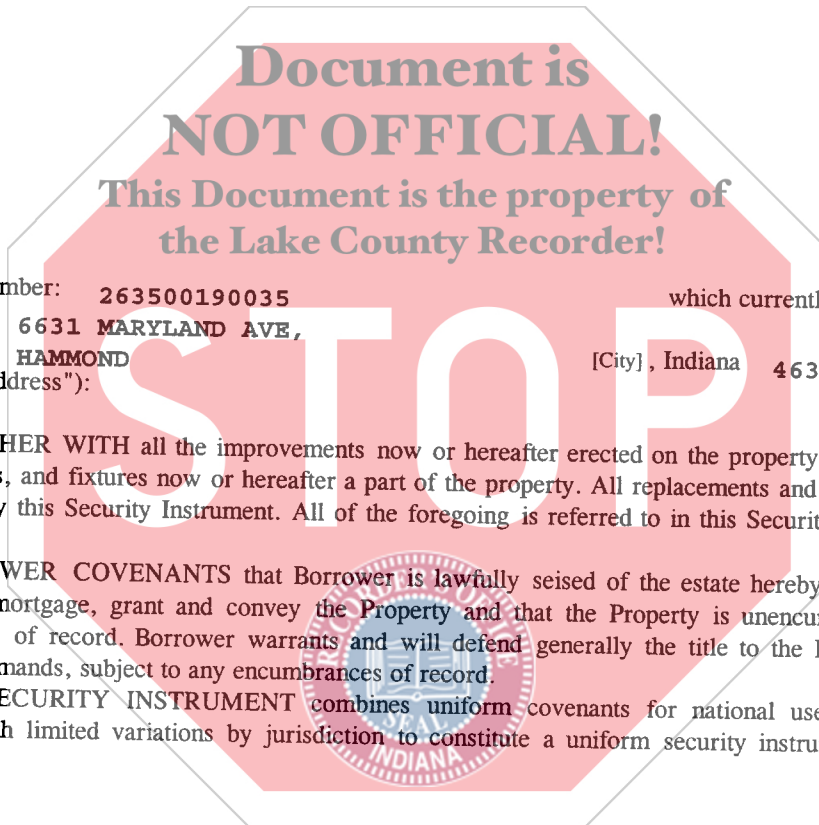 Document is
NOT OFFICIAL!
This Document is the property of
the Lake County Recorder!
mber: 263500190035 which currentl
6631 MARYLAND AVE,
HAMMOND [City] , Indiana 463
ddress"):
STOP
HER WITH all the improvements now or hereafter erected on the property
s, and fixtures now or hereafter a part of the property. All replacements and
y this Security Instrument. All of the foregoing is referred to in this Securit
WER COVENANTS that Borrower is lawfully seised of the estate hereby
mortgage, grant and convey the Property and that the Property is unencu
of record. Borrower warrants and will defend generally the title to the
mands, subject to any encumbrances of record.
ECURITY INSTRUMENT combines uniform covenants for national use
h limited variations by jurisdiction to constitute a uniform security instru
RECORDER'S OFFICE
SEAL
INDIANA